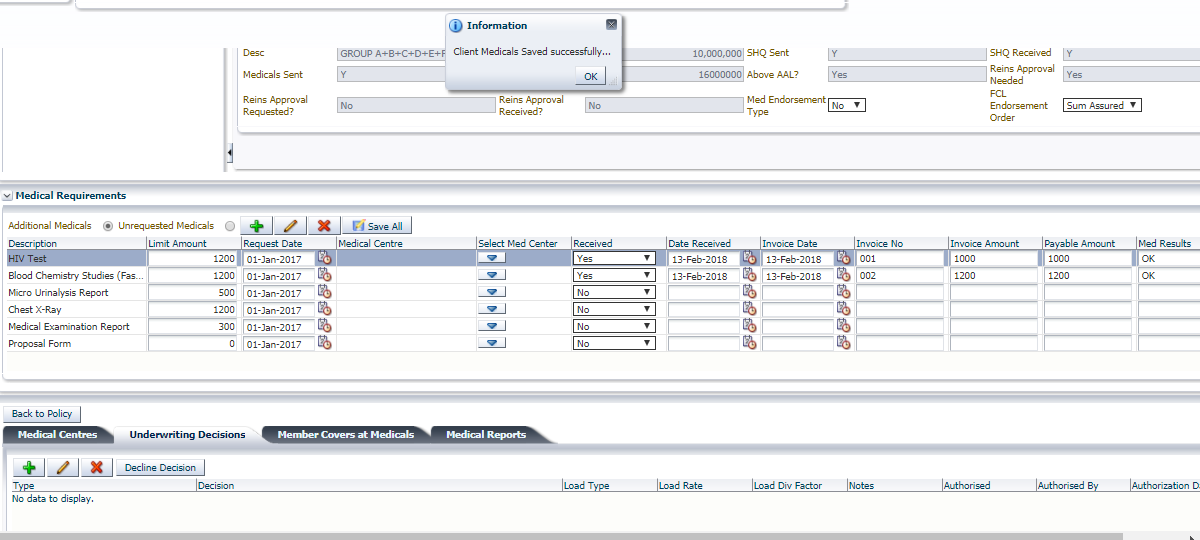 Information
Client Medicals Saved successfully...
OK
Desc GROUP A+B+C+D+E+F 10,000,000 SHQ Sent Y SHQ Received Y
Medicals Sent Y 16000000 Above AAL? Yes Reins Approval Needed Yes
Reins Approval Requested? No Reins Approval Received? No Med Endorsement Type No FCL Endorsement Order Sum Assured
Medical Requirements
Additional Medicals Unrequested Medicals Save All
Description Limit Amount Request Date Medical Centre Select Med Center Received Date Received Invoice Date Invoice No Invoice Amount Payable Amount Med Results
HIV Test 1200 01-Jan-2017 Yes 13-Feb-2018 13-Feb-2018 001 1000 1000 OK
Blood Chemistry Studies (Fas... 1200 01-Jan-2017 Yes 13-Feb-2018 13-Feb-2018 002 1200 1200 OK
Micro Urinalysis Report 500 01-Jan-2017 No
Chest X-Ray 1200 01-Jan-2017 No
Medical Examination Report 300 01-Jan-2017 No
Proposal Form 0 01-Jan-2017 No
Back to Policy
Medical Centres Underwriting Decisions Member Covers at Medicals Medical Reports
Decline Decision
Type Decision Load Type Load Rate Load Div Factor Notes Authorised Authorised By Authorization D
No data to display.